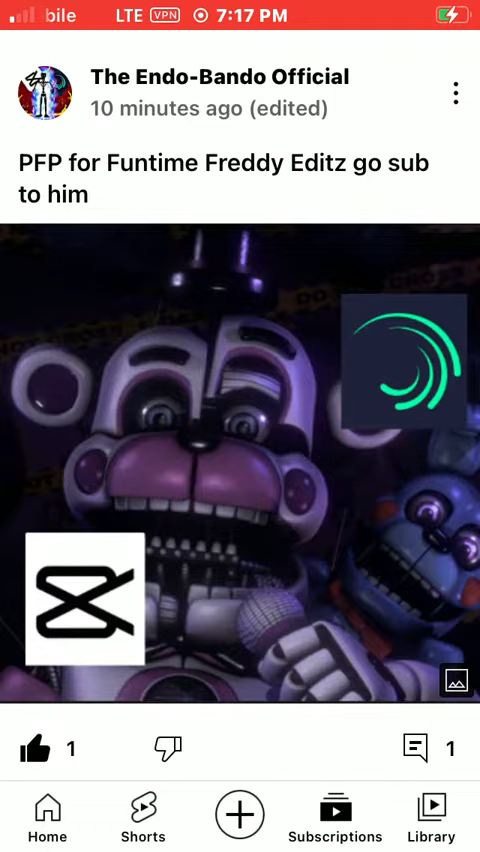 bile LTE VPN 7:17 PM
The Endo-Bando Official
10 minutes ago (edited)
PFP for Funtime Freddy Editz go sub
to him
1 1
Home Shorts Subscriptions Library